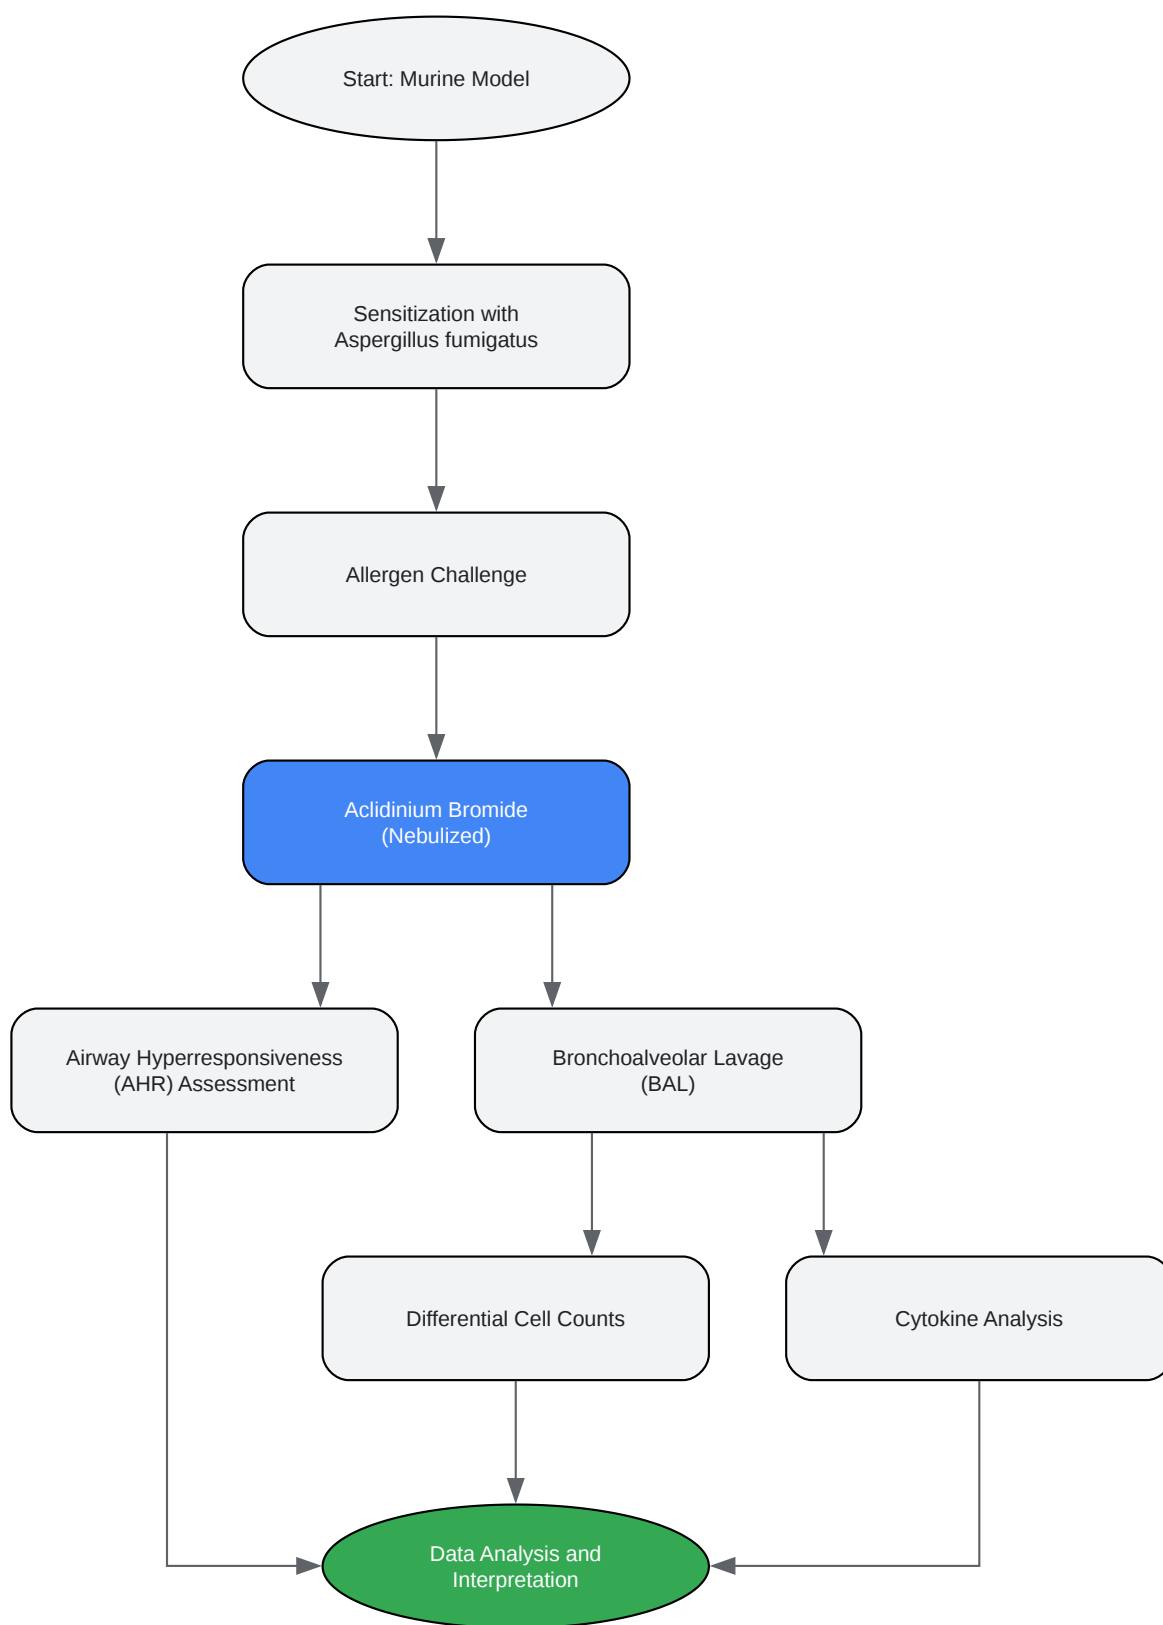 Start: Murine Model
Sensitization with
Aspergillus fumigatus
Allergen Challenge
Aclidinium Bromide
(Nebulized)
Airway Hyperresponsiveness
(AHR) Assessment
Bronchoalveolar Lavage
(BAL)
Differential Cell Counts
Cytokine Analysis
Data Analysis and
Interpretation